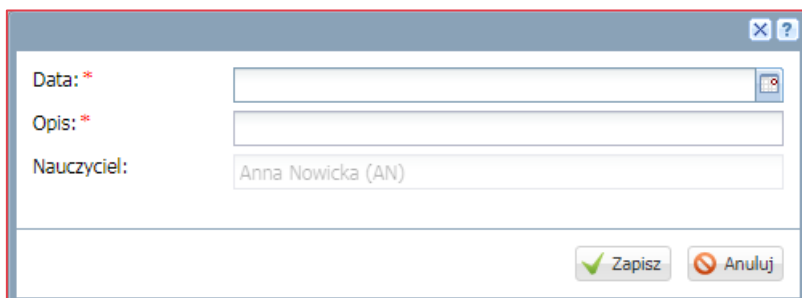 ?
Data: *
Opis: *
Nauczyciel: Anna Nowicka (AN)
Zapisz Anuluj